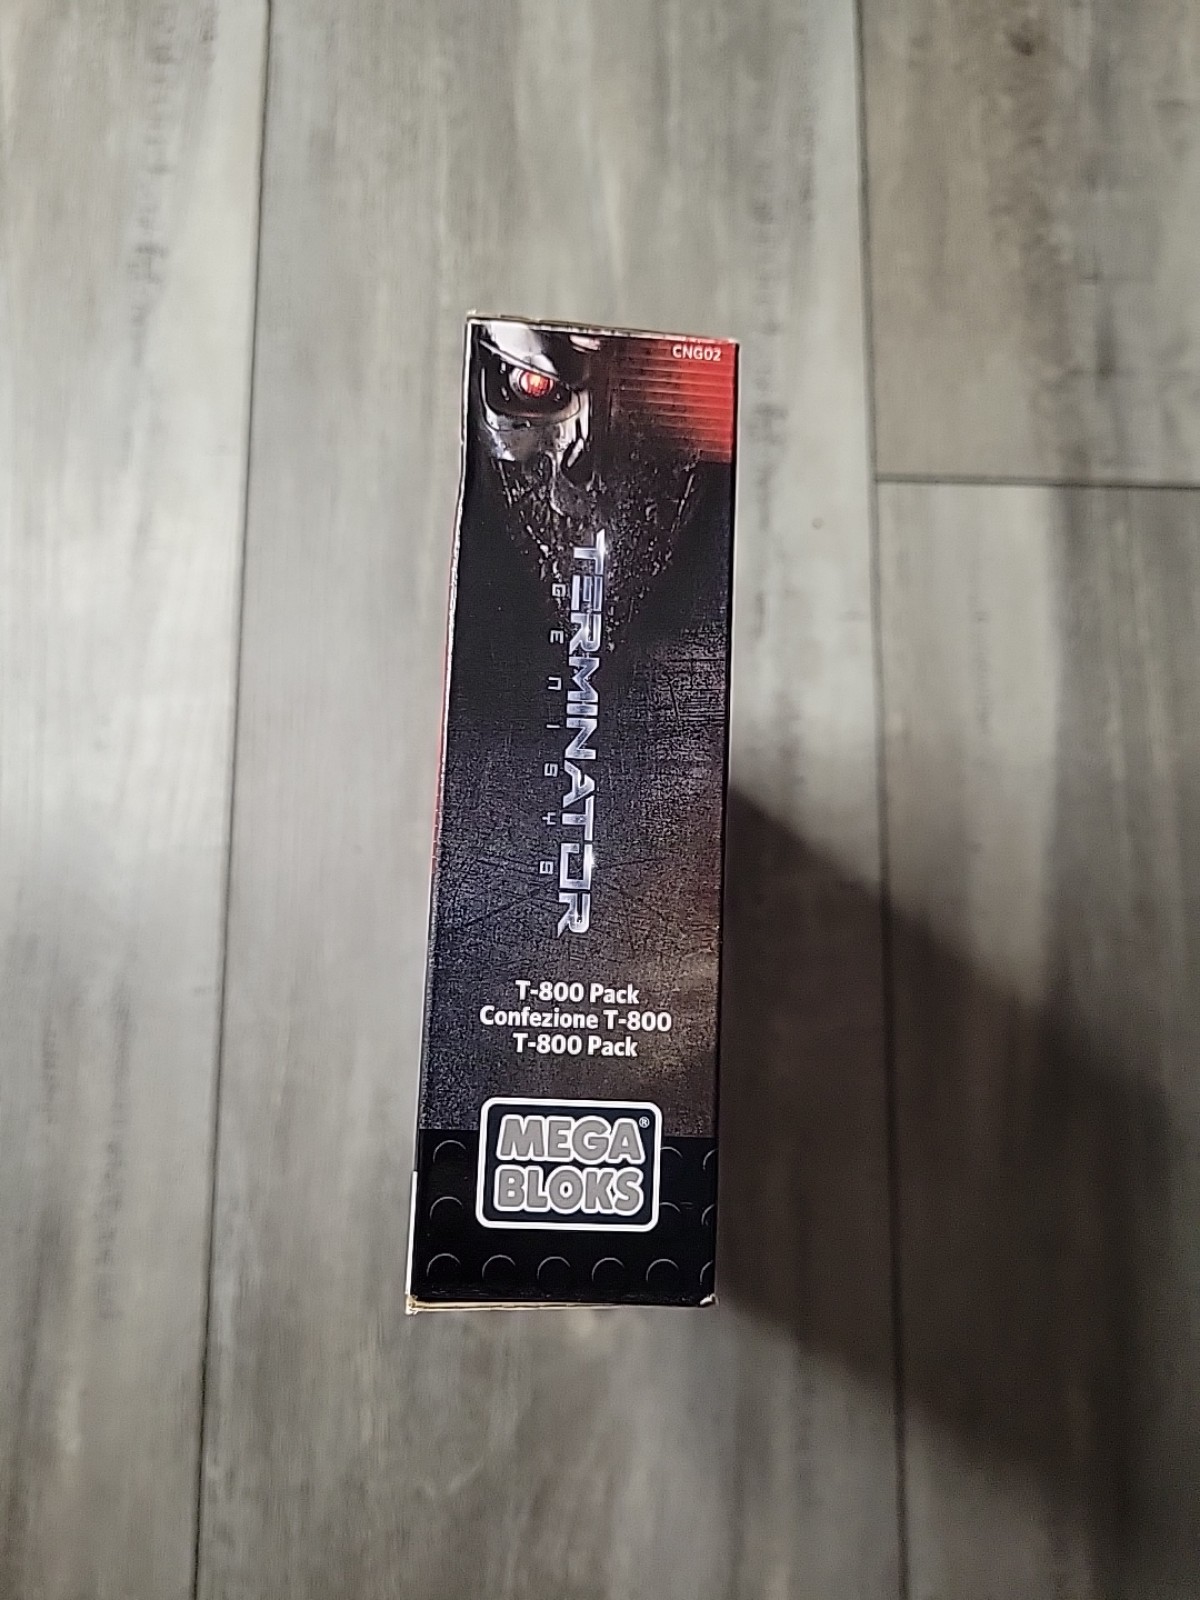 CNG02
TERMINATOR
GENISYS
T-800 Pack
Confezione T-800
T-800 Pack
MEGA®
BLOKS